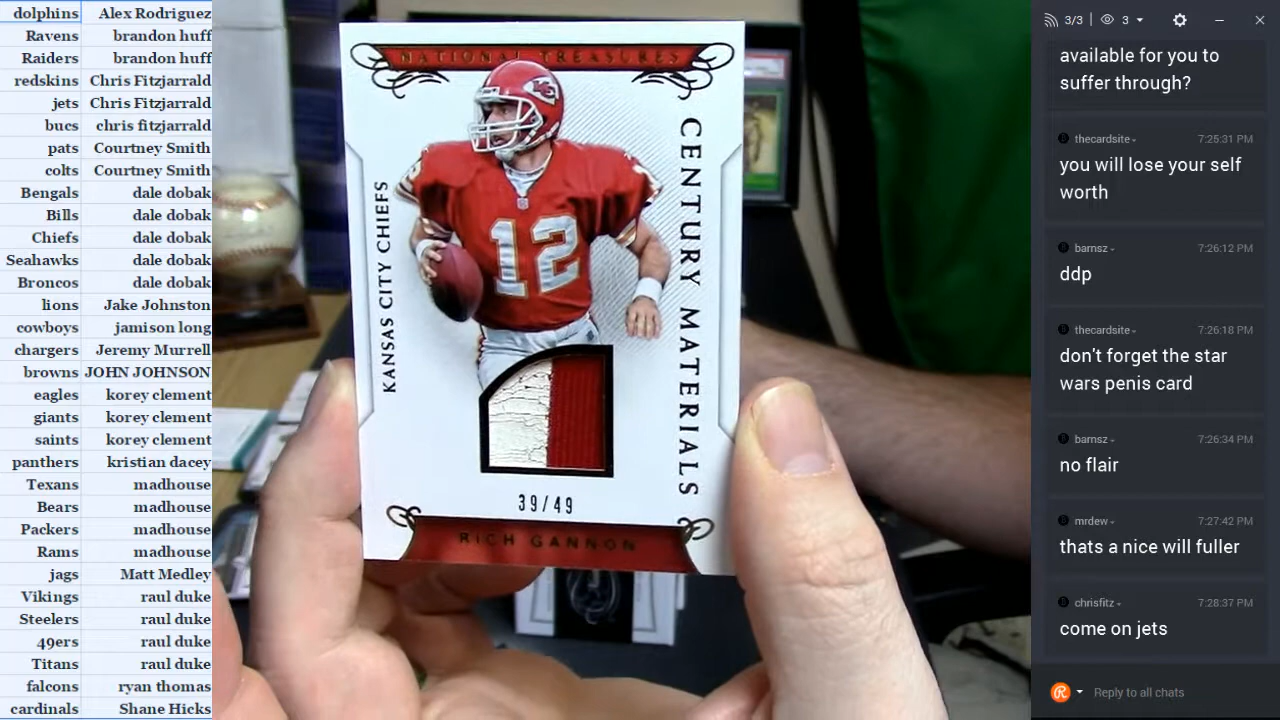 dolphins Alex Rodriguez
Ravens brandon huff
Raiders brandon huff
redskins Chris Fitzjarrald
jets Chris Fitzjarrald
bucs chris fitzjarrald
pats Courtney Smith
colts Courtney Smith
Bengals dale dobak
Bills dale dobak
Chiefs dale dobak
Seahawks dale dobak
Broncos dale dobak
lions Jake Johnston
cowboys jamison long
chargers Jeremy Murrell
browns JOHN JOHNSON
eagles korey clement
giants korey clement
saints korey clement
panthers kristian dacey
Texans madhouse
Bears madhouse
Packers madhouse
Rams madhouse
jags Matt Medley
Vikings raul duke
Steelers raul duke
49ers raul duke
Titans raul duke
falcons ryan thomas
cardinals Shane Hicks
NATIONAL TREASURES
KC
12
KANSAS CITY CHIEFS
CENTURY MATERIALS
39/49
RICH GANNON
3/3 3
available for you to
suffer through?
thecardsite 7:25:31 PM
you will lose your self
worth
barnsz 7:26:12 PM
ddp
thecardsite 7:26:18 PM
don't forget the star
wars penis card
barnsz 7:26:34 PM
no flair
mrdew 7:27:42 PM
thats a nice will fuller
chrisfitz 7:28:37 PM
come on jets
Reply to all chats